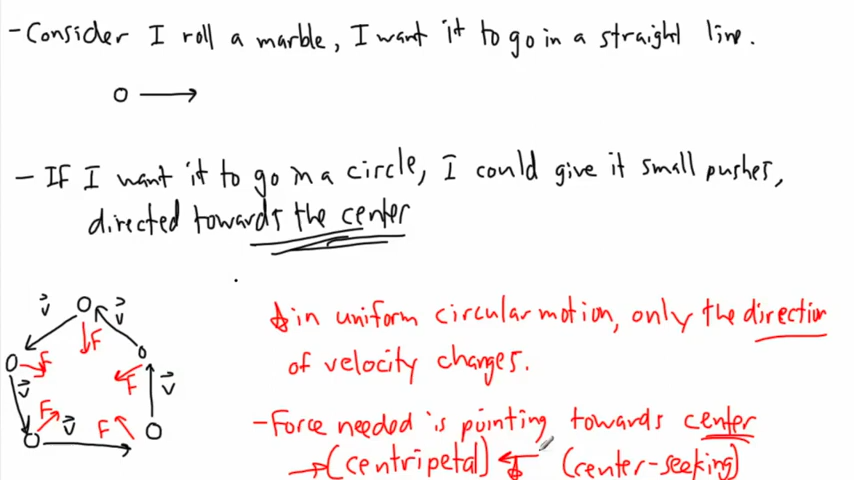 - Consider I roll a marble, I want it to go in a straight line.
- If I want it to go in a circle, I could give it small pushes,
directed towards the center
in uniform circular motion, only the direction
of velocity changes.
- Force needed is pointing towards center
(centripetal) (center-seeking)
v
v
F
F
F
v
v
F
v
F